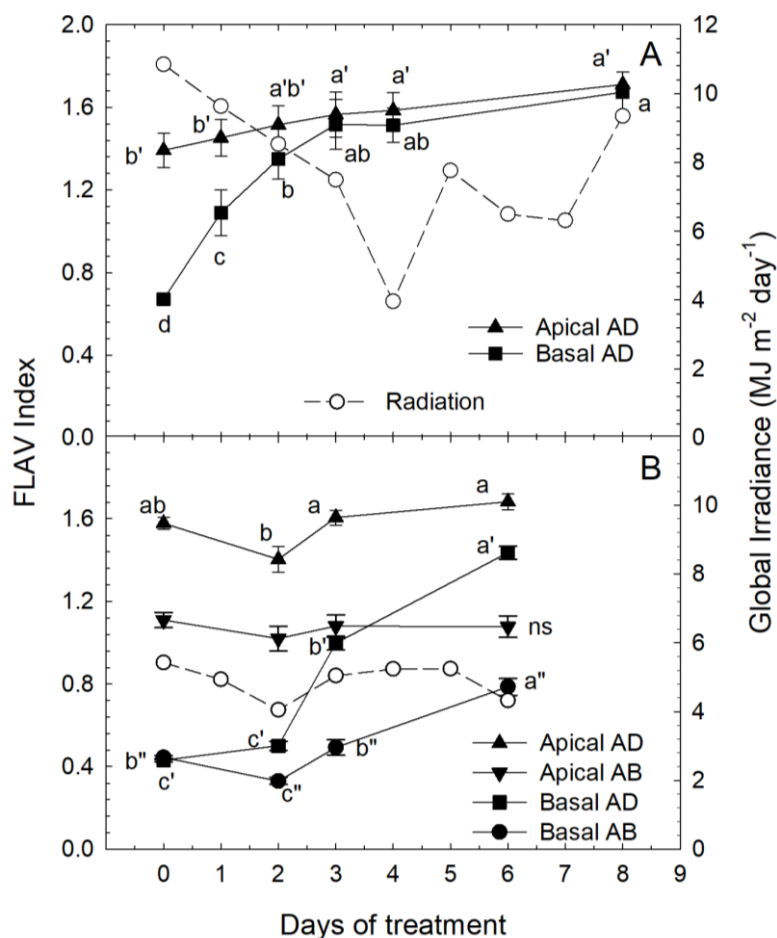 2.0 12
A
a'
a'
a'
a'b'
10
1.6
b'
a
b'
ab ab
8
1.2
b
6
c
0.8
4
d
Apical AD
0.4
Basal AD
2
Radiation
0.0 0
B
ab
a
a
10
1.6
b
a'
8
1.2
ns
b'
6
0.8
a"
4
c'
Apical AD
b"
b"
0.4
Apical AB
c'
c"
2
Basal AD
Basal AB
0.0 0
0 1 2 3 4 5 6 7 8 9
Days of treatment
FLAV Index
Global Irradiance (MJ m⁻² day⁻¹)